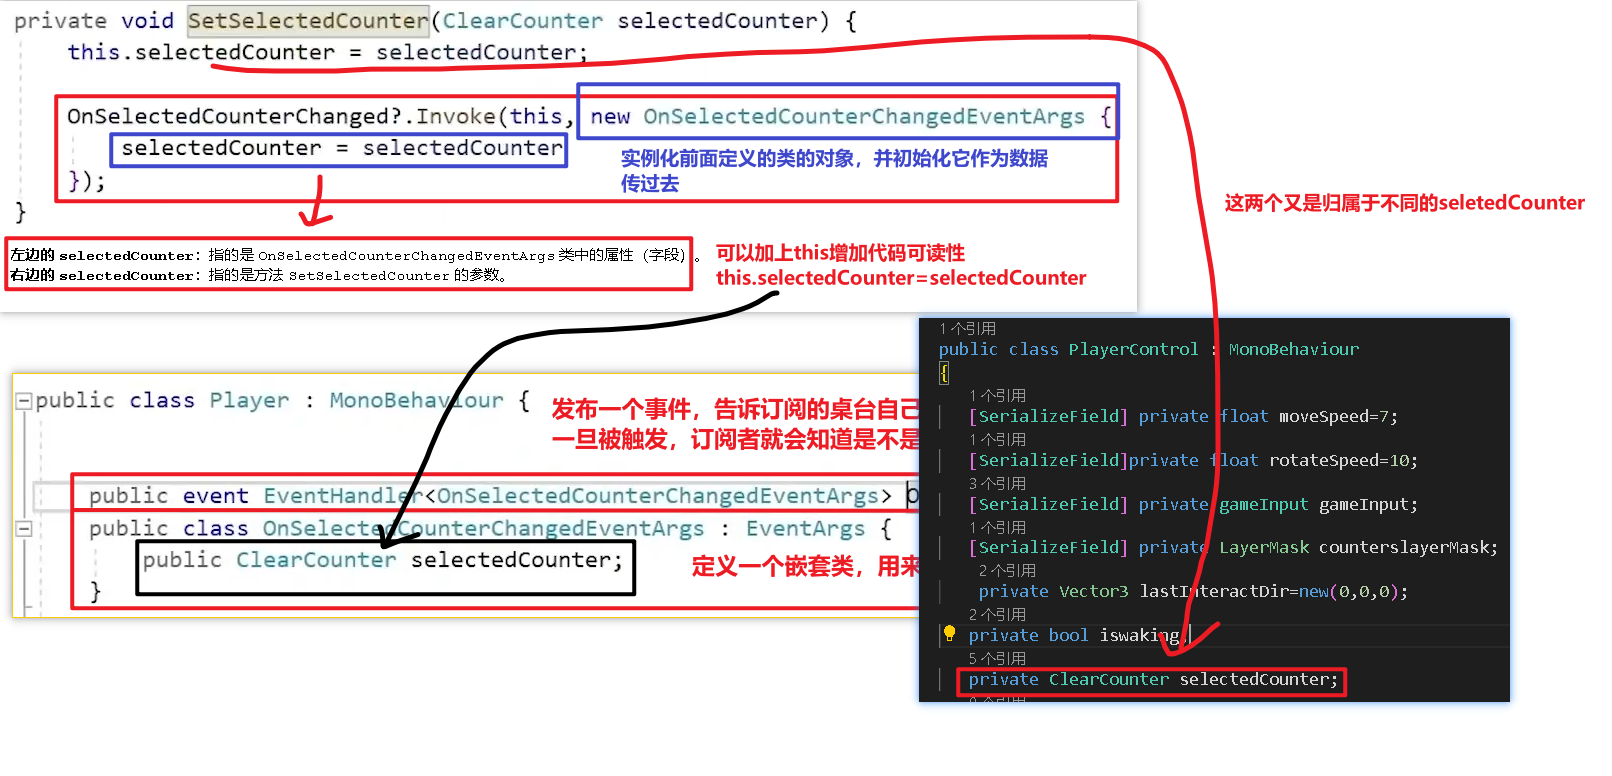 private void SetSelectedCounter(ClearCounter selectedCounter) {
this.selectedCounter = selectedCounter;
OnSelectedCounterChanged?.Invoke(this, new OnSelectedCounterChangedEventArgs {
selectedCounter = selectedCounter
});
}
实例化前面定义的类的对象，并初始化它作为数据
传过去
这两个又是归属于不同的seletedCounter
左边的 selectedCounter：指的是 OnSelectedCounterChangedEventArgs 类中的属性（字段）。
右边的 selectedCounter：指的是方法 SetSelectedCounter 的参数。
可以加上this增加代码可读性
this.selectedCounter=selectedCounter
public class Player : MonoBehaviour {
发布一个事件，告诉订阅的桌台自己
一旦被触发，订阅者就会知道是不是
public event EventHandler<OnSelectedCounterChangedEventArgs>
public class OnSelectedCounterChangedEventArgs : EventArgs {
public ClearCounter selectedCounter;
}
定义一个嵌套类，用来
1 个引用
public class PlayerControl : MonoBehaviour
{
1 个引用
[SerializeField] private float moveSpeed=7;
1 个引用
[SerializeField]private float rotateSpeed=10;
3 个引用
[SerializeField] private gameInput gameInput;
1 个引用
[SerializeField] private LayerMask counterslayerMask;
2 个引用
private Vector3 lastInteractDir=new(0,0,0);
2 个引用
private bool iswaking;
5 个引用
private ClearCounter selectedCounter;